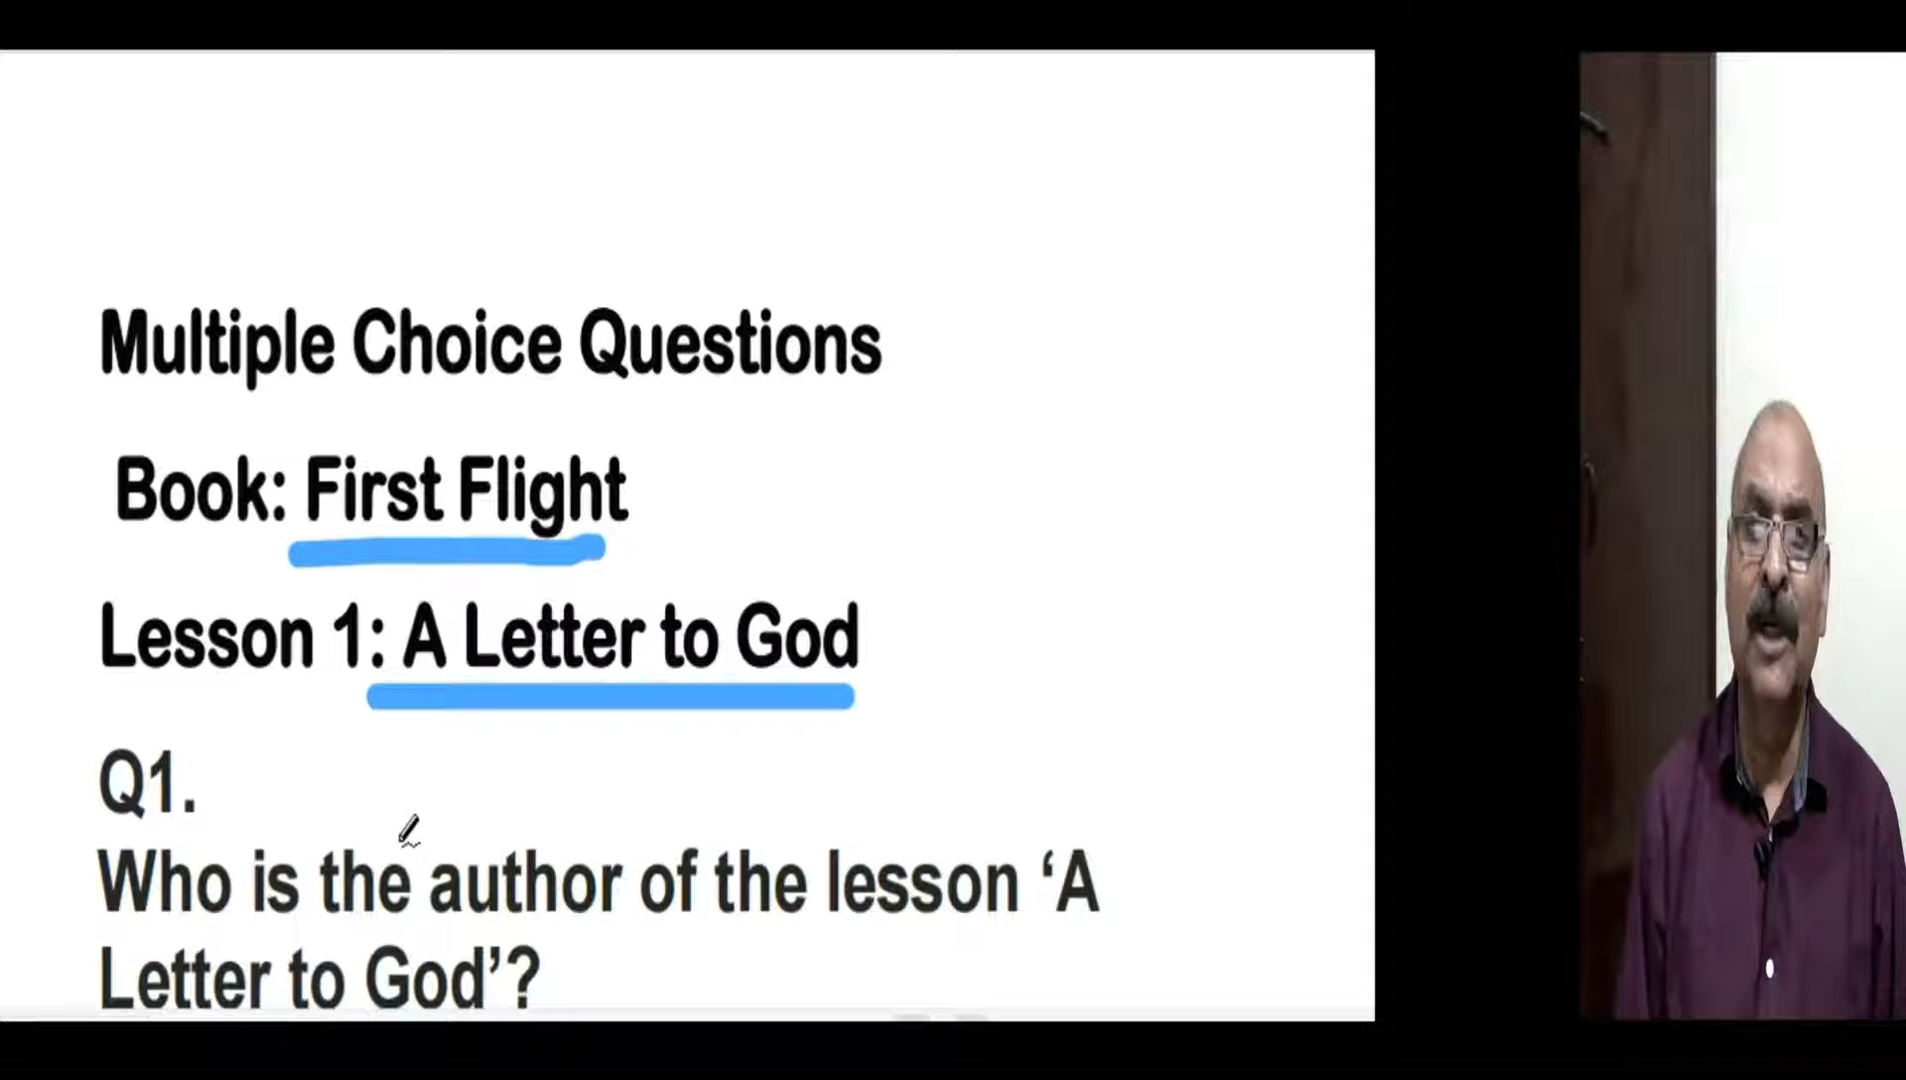 Multiple Choice Questions
Book: First Flight
Lesson 1: A Letter to God
Q1.
Who is the author of the lesson ‘A
Letter to God’?